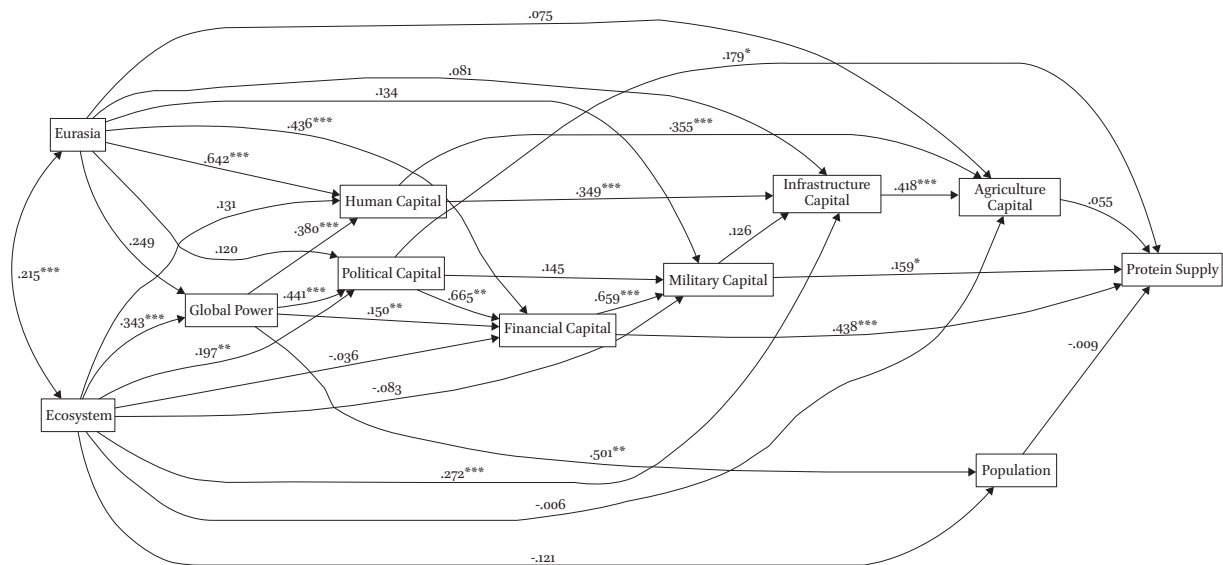 .075
.179*
.081
.134
Eurasia
.436***
.355***
.642***
Infrastructure
Capital
.418***
Agriculture
Capital
.349***
Human Capital
.131
.055
.380***
.126
.249
.120
.215***
Political Capital
.145
Military Capital
.159*
Protein Supply
.665**
.441***
.659***
Global Power
.150**
.343***
Financial Capital
.438***
.197**
-.036
-.009
-.083
Ecosystem
.501**
Population
.272***
-.006
-.121